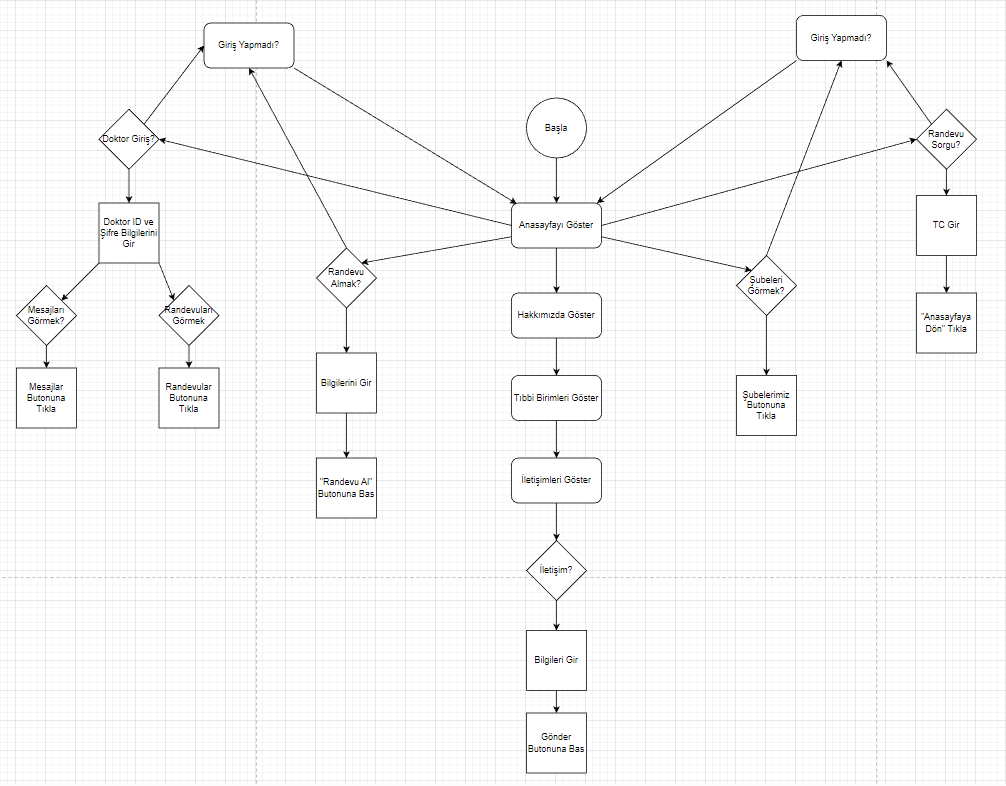 Giriş Yapmadı?
Giriş Yapmadı?
Başla
Doktor Giriş?
Randevu
Sorgu?
Doktor ID ve
Şifre Bilgilerini
Gir
Anasayfayı Göster
TC Gir
Randevu
Almak?
Şubeleri
Görmek?
Mesajları
Görmek?
Randevuları
Görmek
Hakkımızda Göster
"Anasayfaya
Dön" Tıkla
Bilgilerini Gir
Mesajlar
Butonuna
Tıkla
Randevular
Butonuna
Tıkla
Tıbbi Birimleri Göster
Şubelerimiz
Butonuna
Tıkla
"Randevu Al"
Butonuna Bas
İletişimleri Göster
İletişim?
Bilgileri Gir
Gönder
Butonuna Bas